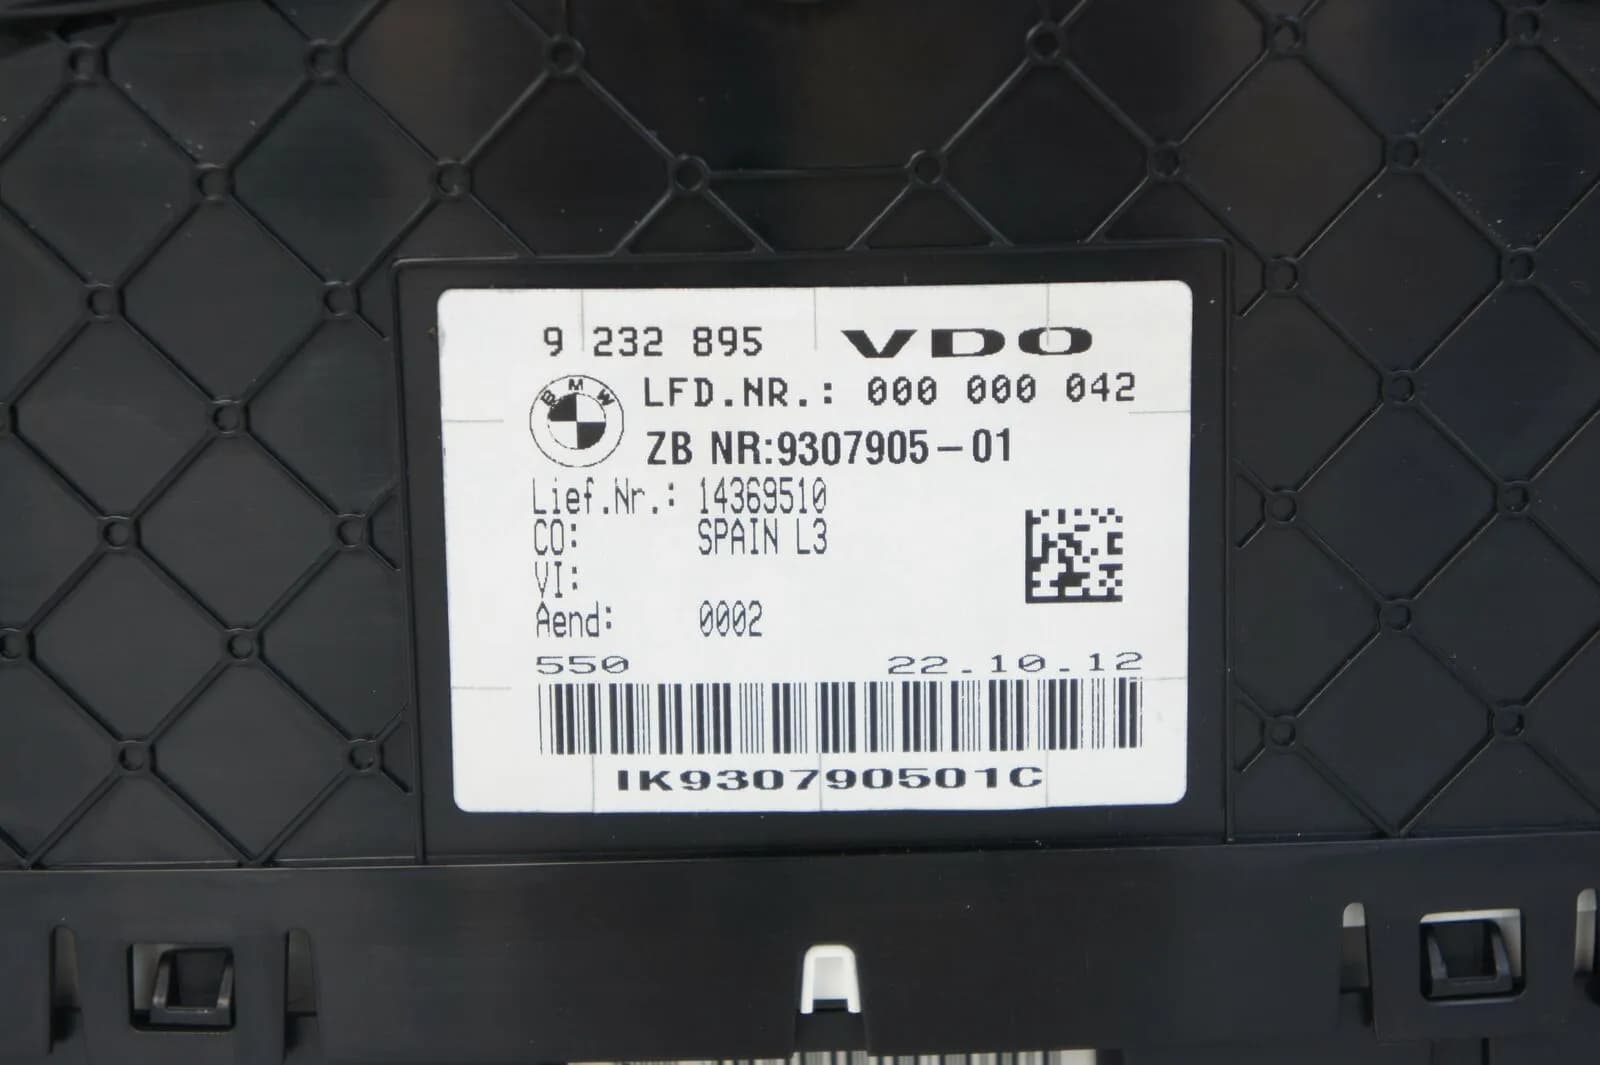 9 232 895 VDO
BMW
LFD.NR.: 000 000 042
ZB NR:9307905-01
Lief.Nr.: 14369510
CO: SPAIN L3
VI:
Aend: 0002
550 22.10.12
IK930790501C